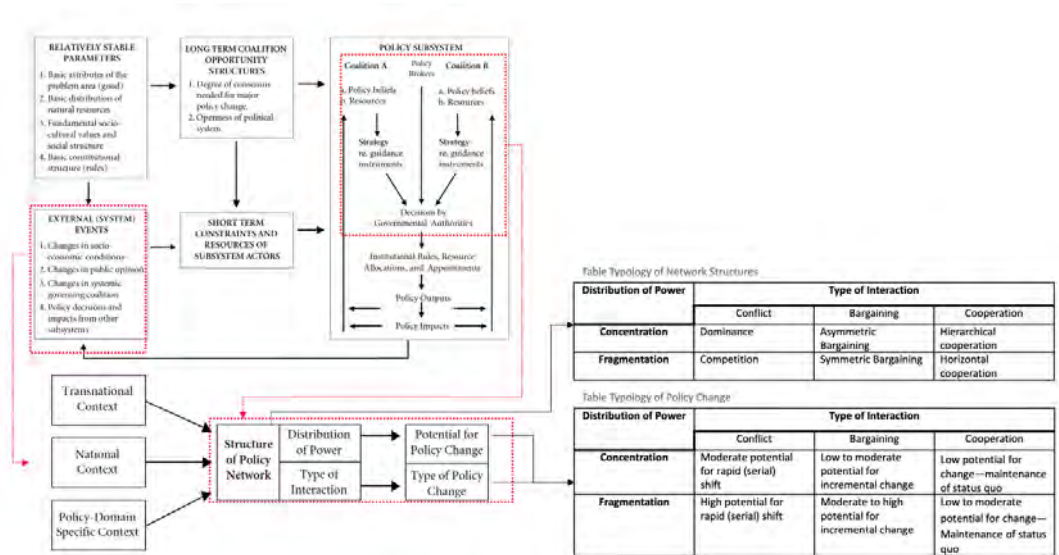 RELATIVELY STABLE
PARAMETERS
1. Basic attributes of the
problem area (good)
2. Basic distribution of
natural resources
3. Fundamental socio-
cultural values and
social structure
4. Basic constitutional
structure (rules)
LONG TERM COALITION
OPPORTUNITY
STRUCTURES
1. Degree of consensus
needed for major
policy change.
2. Openness of political
system.
POLICY SUBSYSTEM
Coalition A
Policy
Brokers
Coalition B
a. Policy beliefs
b. Resources
a. Policy beliefs
b. Resources
Strategy
re. guidance
instruments
Strategy
re. guidance
instruments
Decisions by
Governmental Authorities
Institutional Rules, Resource
Allocations, and Appointments
Policy Outputs
Policy Impacts
EXTERNAL (SYSTEM)
EVENTS
1. Changes in socio-
economic conditions
2. Changes in public opinion
3. Changes in systemic
governing coalition
4. Policy decisions and
impacts from other
subsystems
SHORT TERM
CONSTRAINTS AND
RESOURCES OF
SUBSYSTEM ACTORS
Transnational
Context
National
Context
Policy-Domain
Specific Context
Structure
of Policy
Network
Distribution
of Power
Type of
Interaction
Potential for
Policy Change
Type of Policy
Change
Table Typology of Network Structures
Distribution of Power Type of Interaction
Conflict Bargaining Cooperation
Concentration Dominance Asymmetric
Bargaining Hierarchical
cooperation
Fragmentation Competition Symmetric Bargaining Horizontal
cooperation
Table Typology of Policy Change
Distribution of Power Type of Interaction
Conflict Bargaining Cooperation
Concentration Moderate potential
for rapid (serial)
shift Low to moderate
potential for
incremental change Low potential for
change—maintenance
of status quo
Fragmentation High potential for
rapid (serial) shift Moderate to high
potential for
incremental change Low to moderate
potential for change—
Maintenance of status
quo